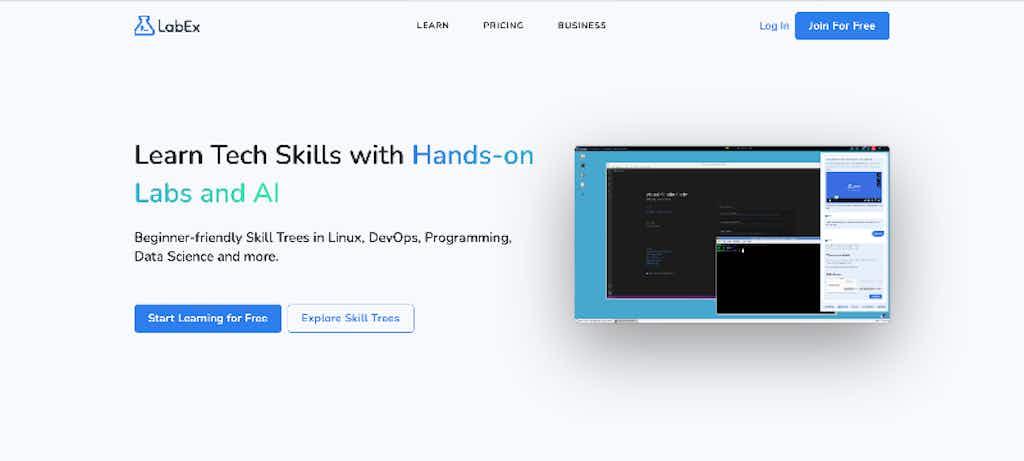 LabEx
LEARN
PRICING
BUSINESS
Log In
Join For Free
Learn Tech Skills with Hands-on
Labs and AI
Beginner-friendly Skill Trees in Linux, DevOps, Programming,
Data Science and more.
Start Learning for Free
Explore Skill Trees